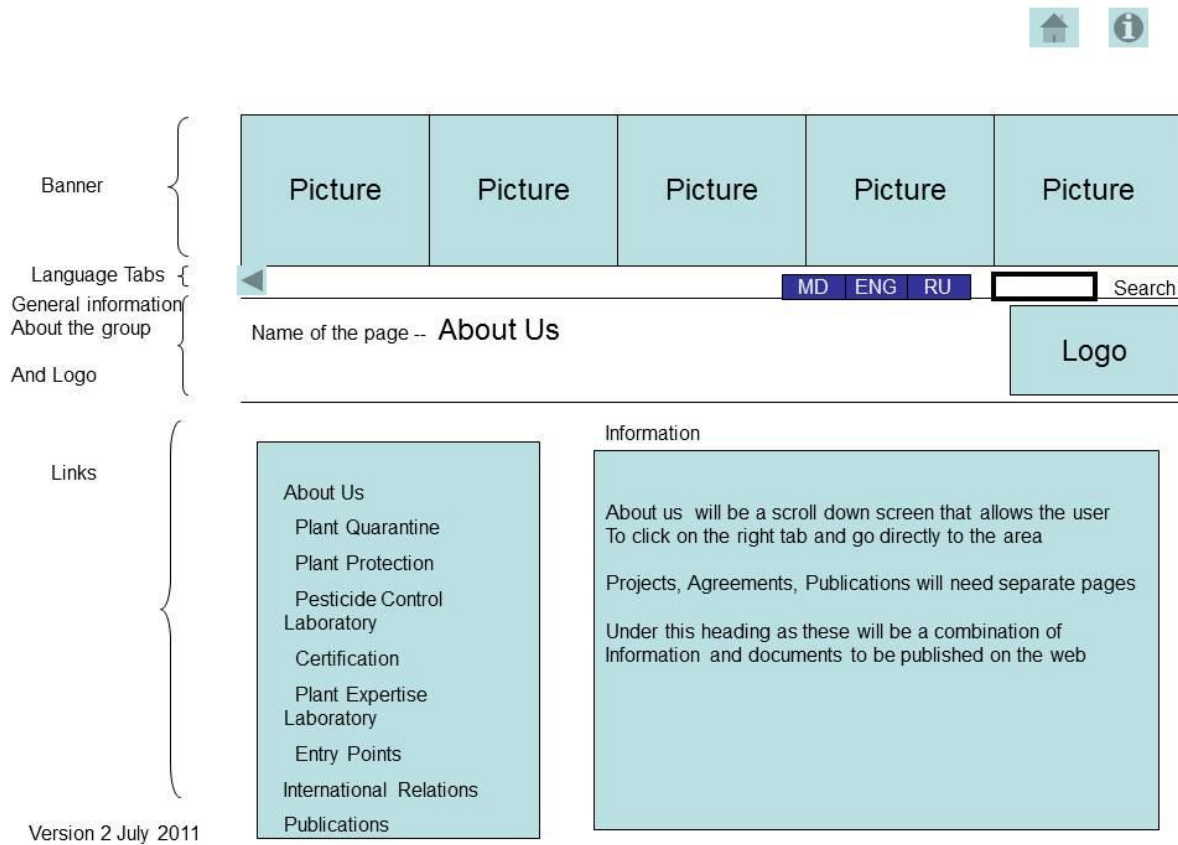 Banner
Picture Picture Picture Picture Picture
Language Tabs
MD ENG RU Search
General information
About the group
And Logo
Name of the page -- About Us
Logo
Links
About Us
Plant Quarantine
Plant Protection
Pesticide Control
Laboratory
Certification
Plant Expertise
Laboratory
Entry Points
International Relations
Publications
Information
About us will be a scroll down screen that allows the user
To click on the right tab and go directly to the area
Projects, Agreements, Publications will need separate pages
Under this heading as these will be a combination of
Information and documents to be published on the web
Version 2 July 2011